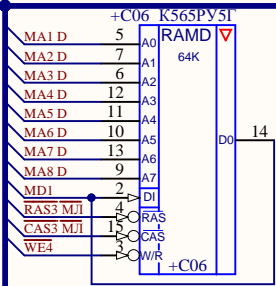 +C06 К565РУ5Г
MA1 D 5 A0 RAMD
MA2 D 7 A1 64K
MA3 D 6 A2
MA4 D 12 A3
MA5 D 11 A4
MA6 D 10 A5 D0 14
MA7 D 13 A6
MA8 D 9 A7
MD1 2 DI
RAS3 МЛ 4 RAS
CAS3 МЛ 15 CAS
WE4 3 W/R
+C06